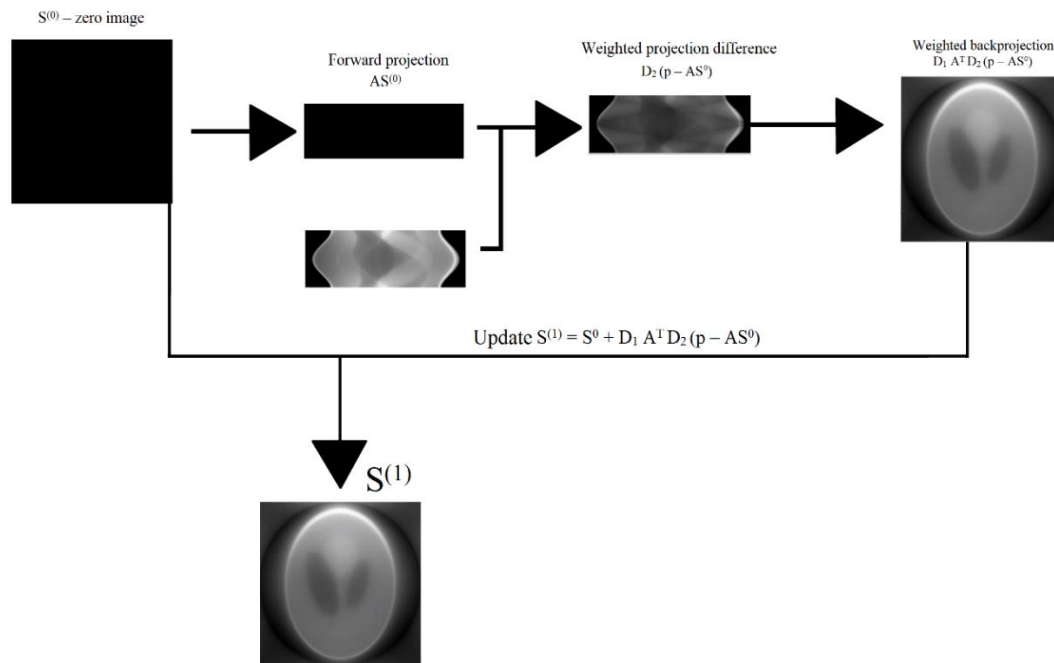 S⁽⁰⁾ – zero image
Forward projection
AS⁽⁰⁾
Weighted projection difference
D₂ (p – AS⁰)
Weighted backprojection
D₁ Aᵀ D₂ (p – AS⁰)
Update S⁽¹⁾ = S⁰ + D₁ Aᵀ D₂ (p – AS⁰)
S⁽¹⁾